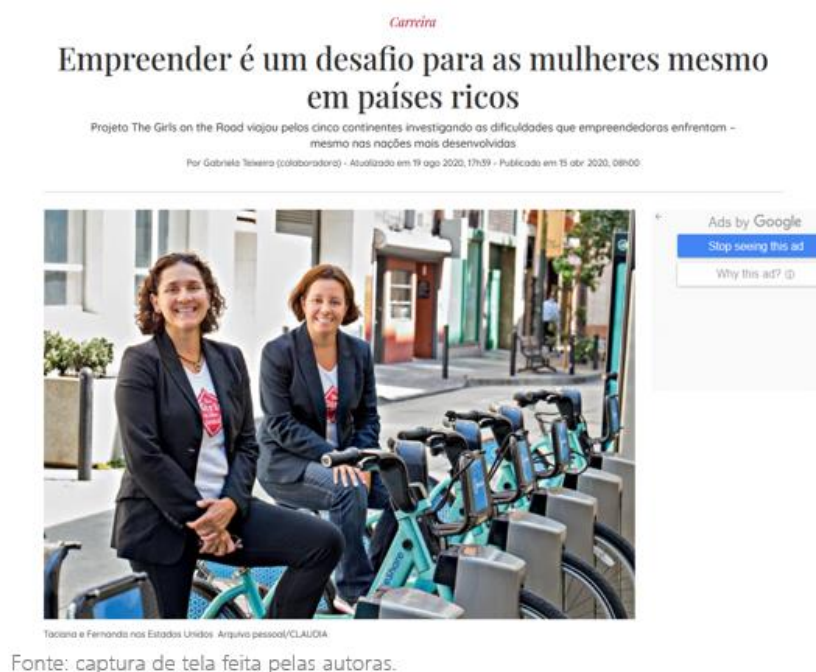 Carreira
Empreender é um desafio para as mulheres mesmo
em países ricos
Projeto The Girls on the Road viajou pelos cinco continentes investigando as dificuldades que empreendedoras enfrentam –
mesmo nas nações mais desenvolvidas
Por Gabriela Teixeira (colaboradora) - Atualizado em 19 ago 2020, 17h39 - Publicado em 15 abr 2020, 08h00
Ads by Google
Stop seeing this ad
Why this ad?
Taciana e Fernanda nos Estados Unidos Arquivo pessoal/CLAUDIA
Fonte: captura de tela feita pelas autoras.